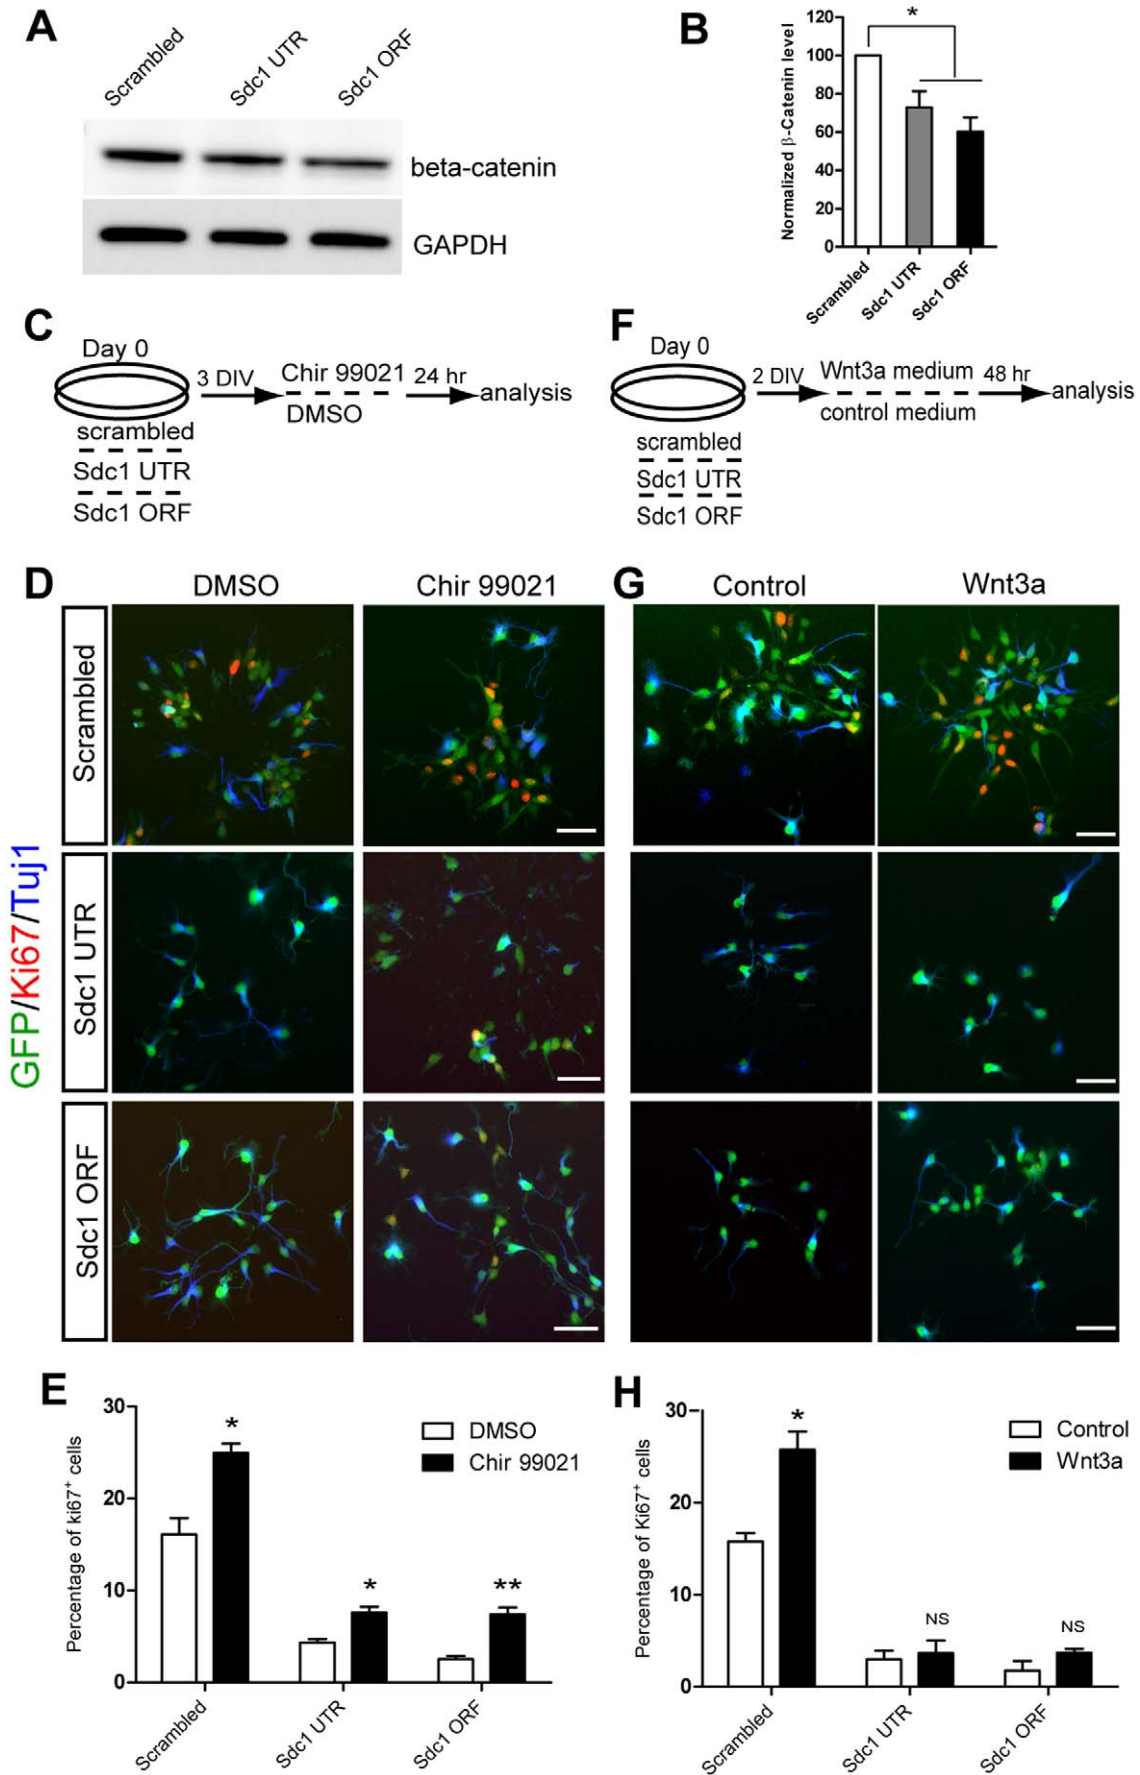 A
Scrambled
Sdc1 UTR
Sdc1 ORF
beta-catenin
GAPDH
B
Normalized β-Catenin level
120
100
80
60
40
20
0
*
Scrambled
Sdc1 UTR
Sdc1 ORF
C
Day 0
3 DIV
Chir 99021
DMSO
24 hr
analysis
scrambled
Sdc1 UTR
Sdc1 ORF
F
Day 0
2 DIV
Wnt3a medium
control medium
48 hr
analysis
scrambled
Sdc1 UTR
Sdc1 ORF
D
DMSO
Chir 99021
G
Control
Wnt3a
GFP/Ki67/Tuj1
Scrambled
Sdc1 UTR
Sdc1 ORF
E
Percentage of ki67+ cells
30
20
10
0
*
*
**
DMSO
Chir 99021
Scrambled
Sdc1 UTR
Sdc1 ORF
H
Percentage of Ki67+ cells
30
20
10
0
*
NS
NS
Control
Wnt3a
Scrambled
Sdc1 UTR
Sdc1 ORF